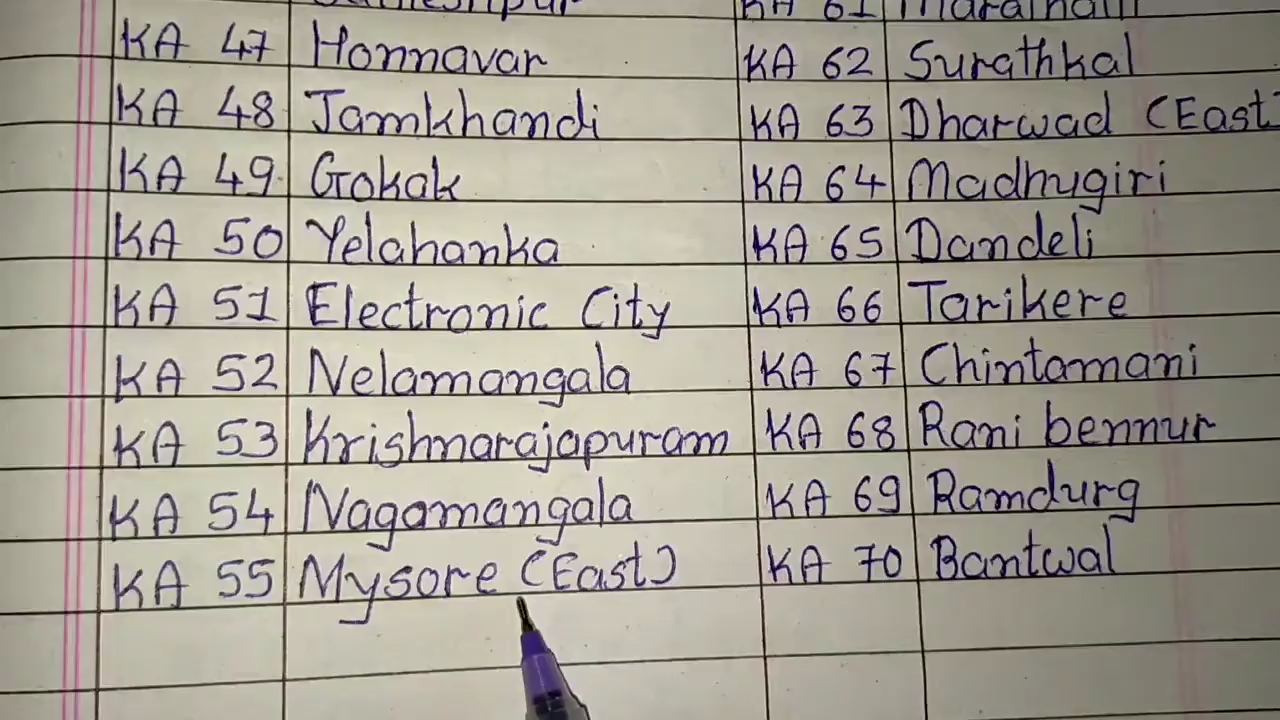 KA 61
KA 47 Honnavar KA 62 Surathkal
KA 48 Jamkhandi KA 63 Dharwad (East)
KA 49 Gokak KA 64 Madhugiri
KA 50 Yelahanka KA 65 Dandeli
KA 51 Electronic City KA 66 Tarikere
KA 52 Nelamangala KA 67 Chintamani
KA 53 Krishnarajapuram KA 68 Rani bennur
KA 54 Nagamangala KA 69 Ramdurg
KA 55 Mysore (East) KA 70 Bantwal